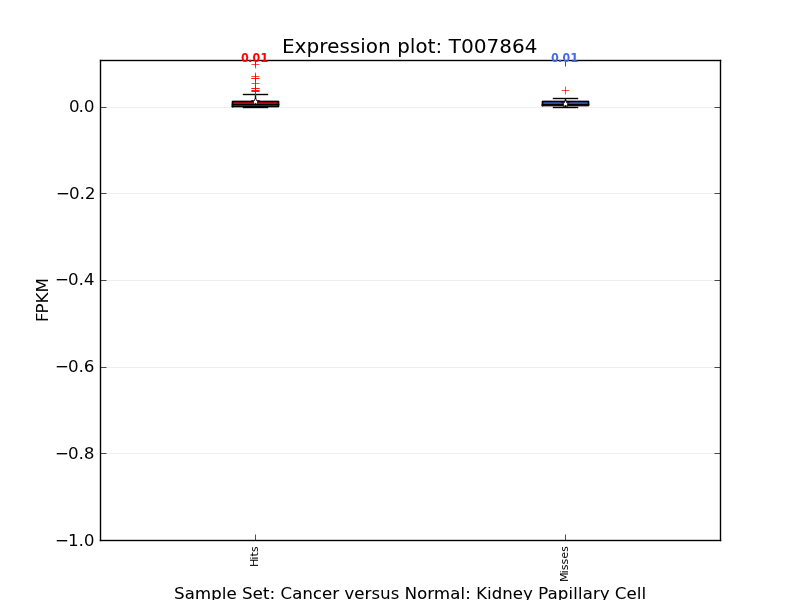 Expression plot: T007864
0.01
0.01
0.0
−0.2
−0.4
−0.6
−0.8
−1.0
FPKM
Hits
Misses
Sample Set: Cancer versus Normal: Kidney Papillary Cell